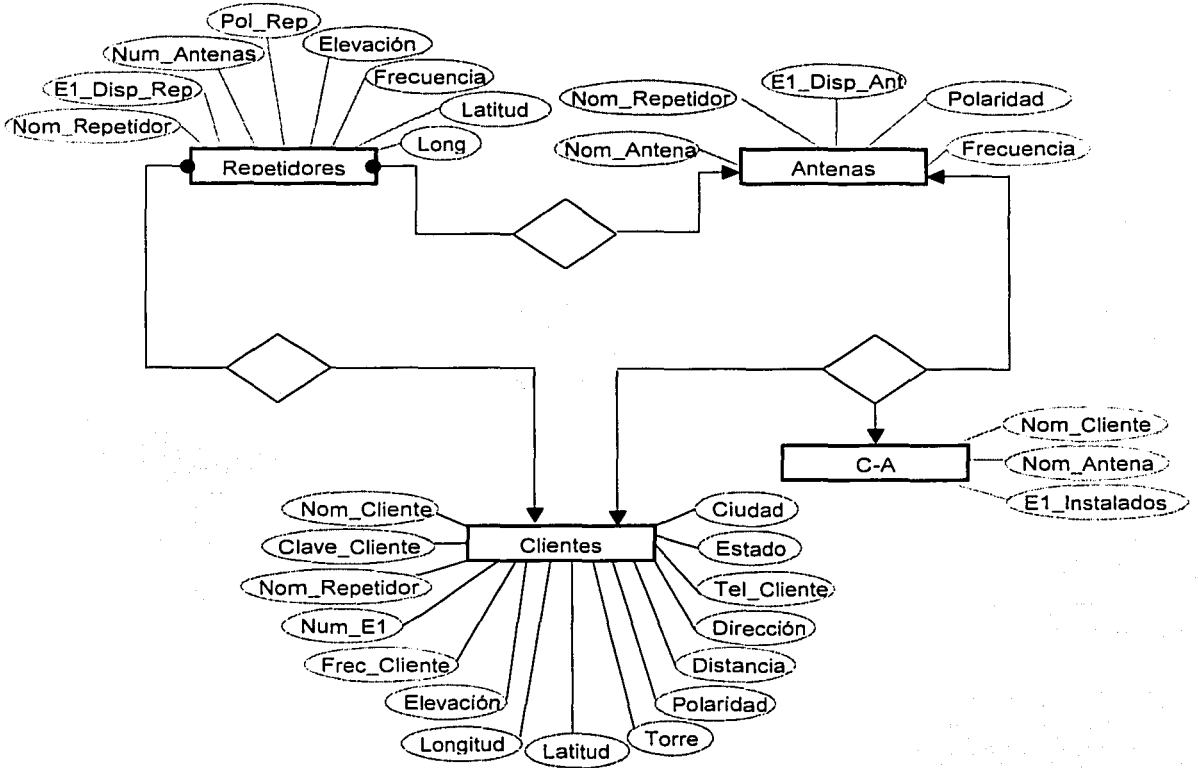 Pol_Rep
Num_Antenas
Elevación
E1_Disp_Rep
Frecuencia
Nom_Repetidor
Latitud
Long
Repetidores
Nom_Repetidor
E1_Disp_Ant
Polaridad
Nom_Antena
Frecuencia
Antenas
Nom_Cliente
C-A
Nom_Antena
E1_Instalados
Nom_Cliente
Ciudad
Clave_Cliente
Clientes
Estado
Nom_Repetidor
Tel_Cliente
Num_E1
Dirección
Frec_Cliente
Distancia
Elevación
Polaridad
Longitud
Latitud
Torre